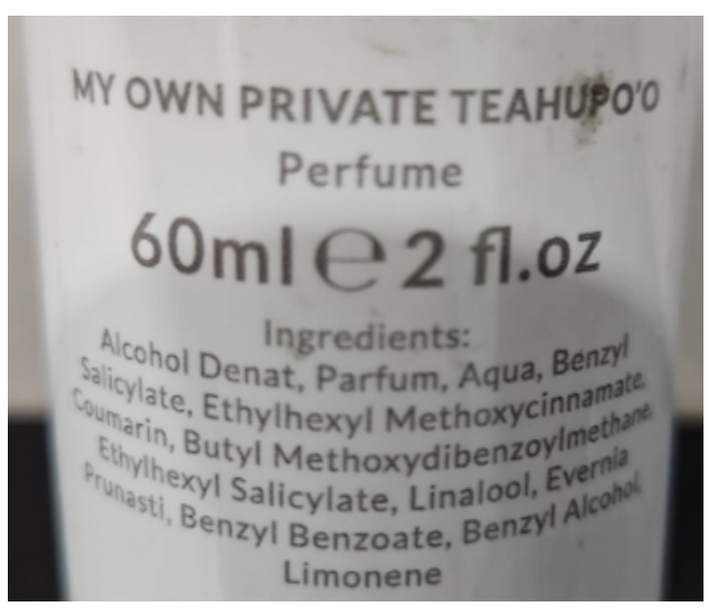 MY OWN PRIVATE TEAHUPO'O
Perfume
60ml ℮ 2 fl.oz
Ingredients:
Alcohol Denat, Parfum, Aqua, Benzyl
Salicylate, Ethylhexyl Methoxycinnamate,
Coumarin, Butyl Methoxydibenzoylmethane,
Ethylhexyl Salicylate, Linalool, Evernia
Prunasti, Benzyl Benzoate, Benzyl Alcohol,
Limonene